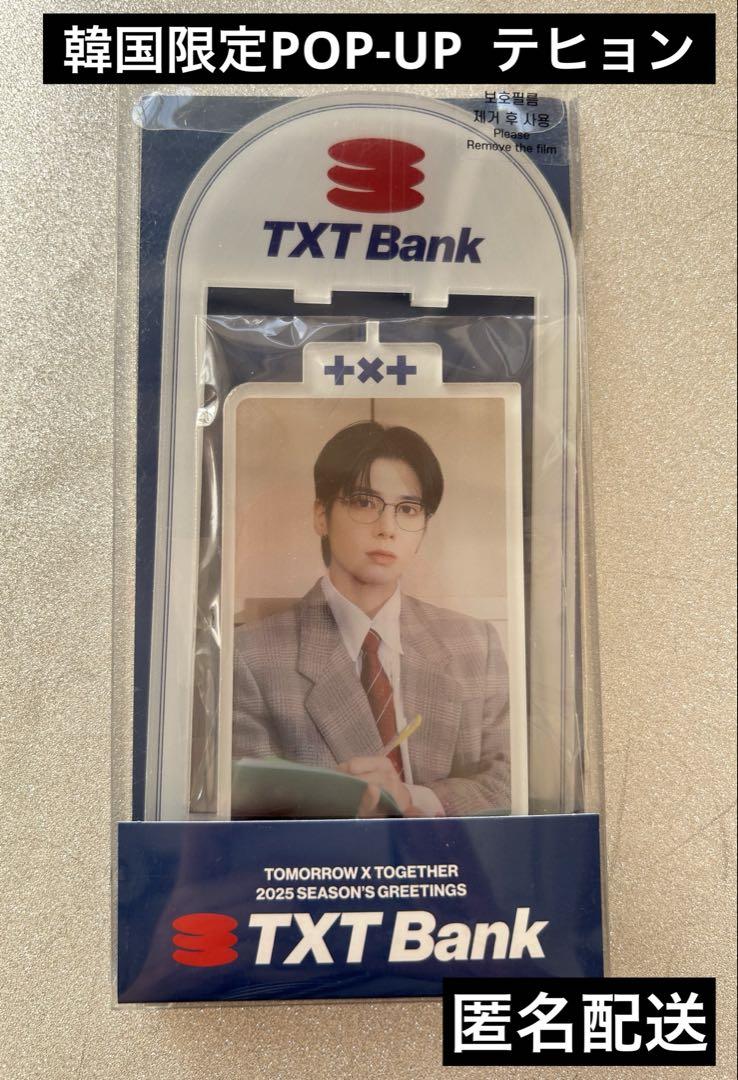 韓国限定POP-UP テヒョン
보호필름
제거 후 사용
Please
Remove the film
TXT Bank
+×+
TOMORROW X TOGETHER
2025 SEASON'S GREETINGS
TXT Bank
匿名配送